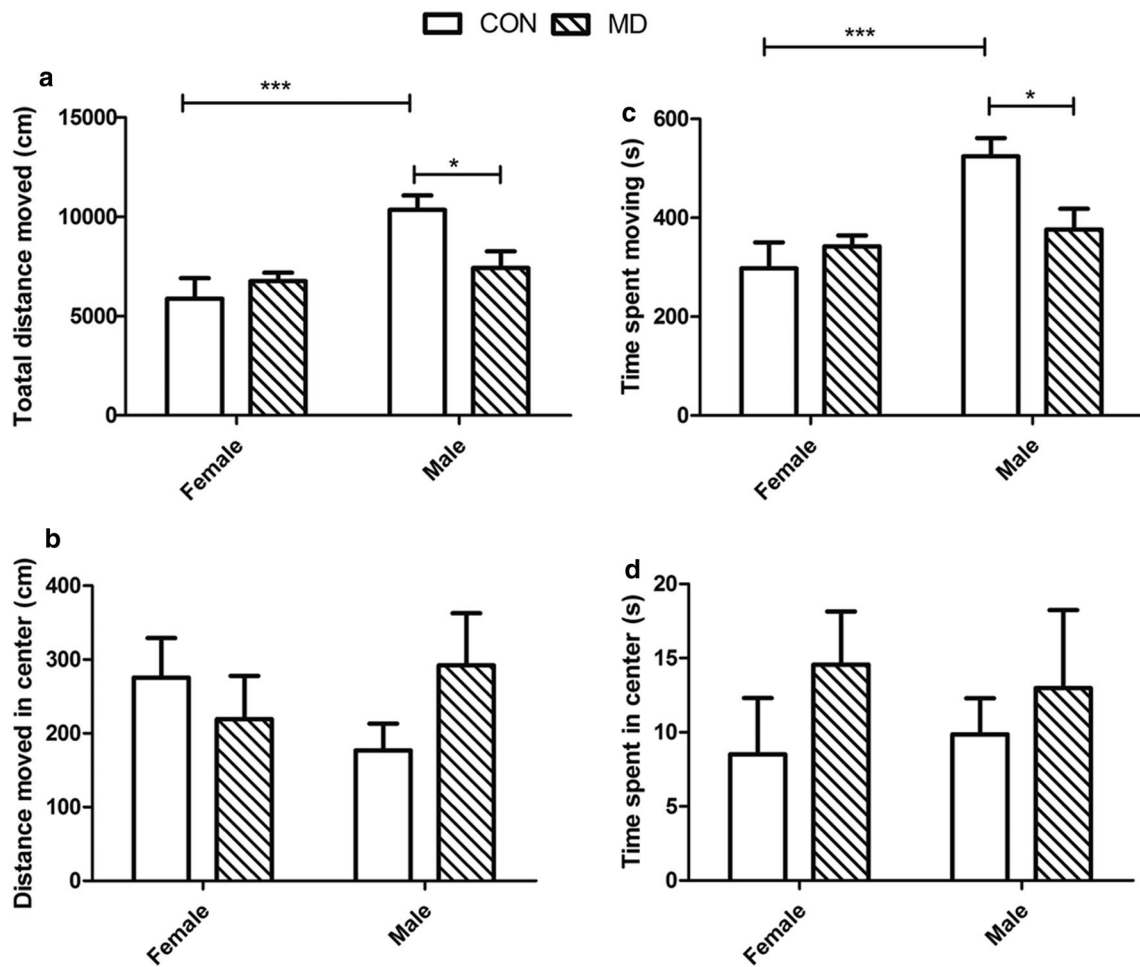 CON MD
a
***
*
Toatal distance moved (cm)
15000
10000
5000
0
Female Male
c
***
*
Time spent moving (s)
600
400
200
0
Female Male
b
Distance moved in center (cm)
400
300
200
100
0
Female Male
d
Time spent in center (s)
20
15
10
5
0
Female Male